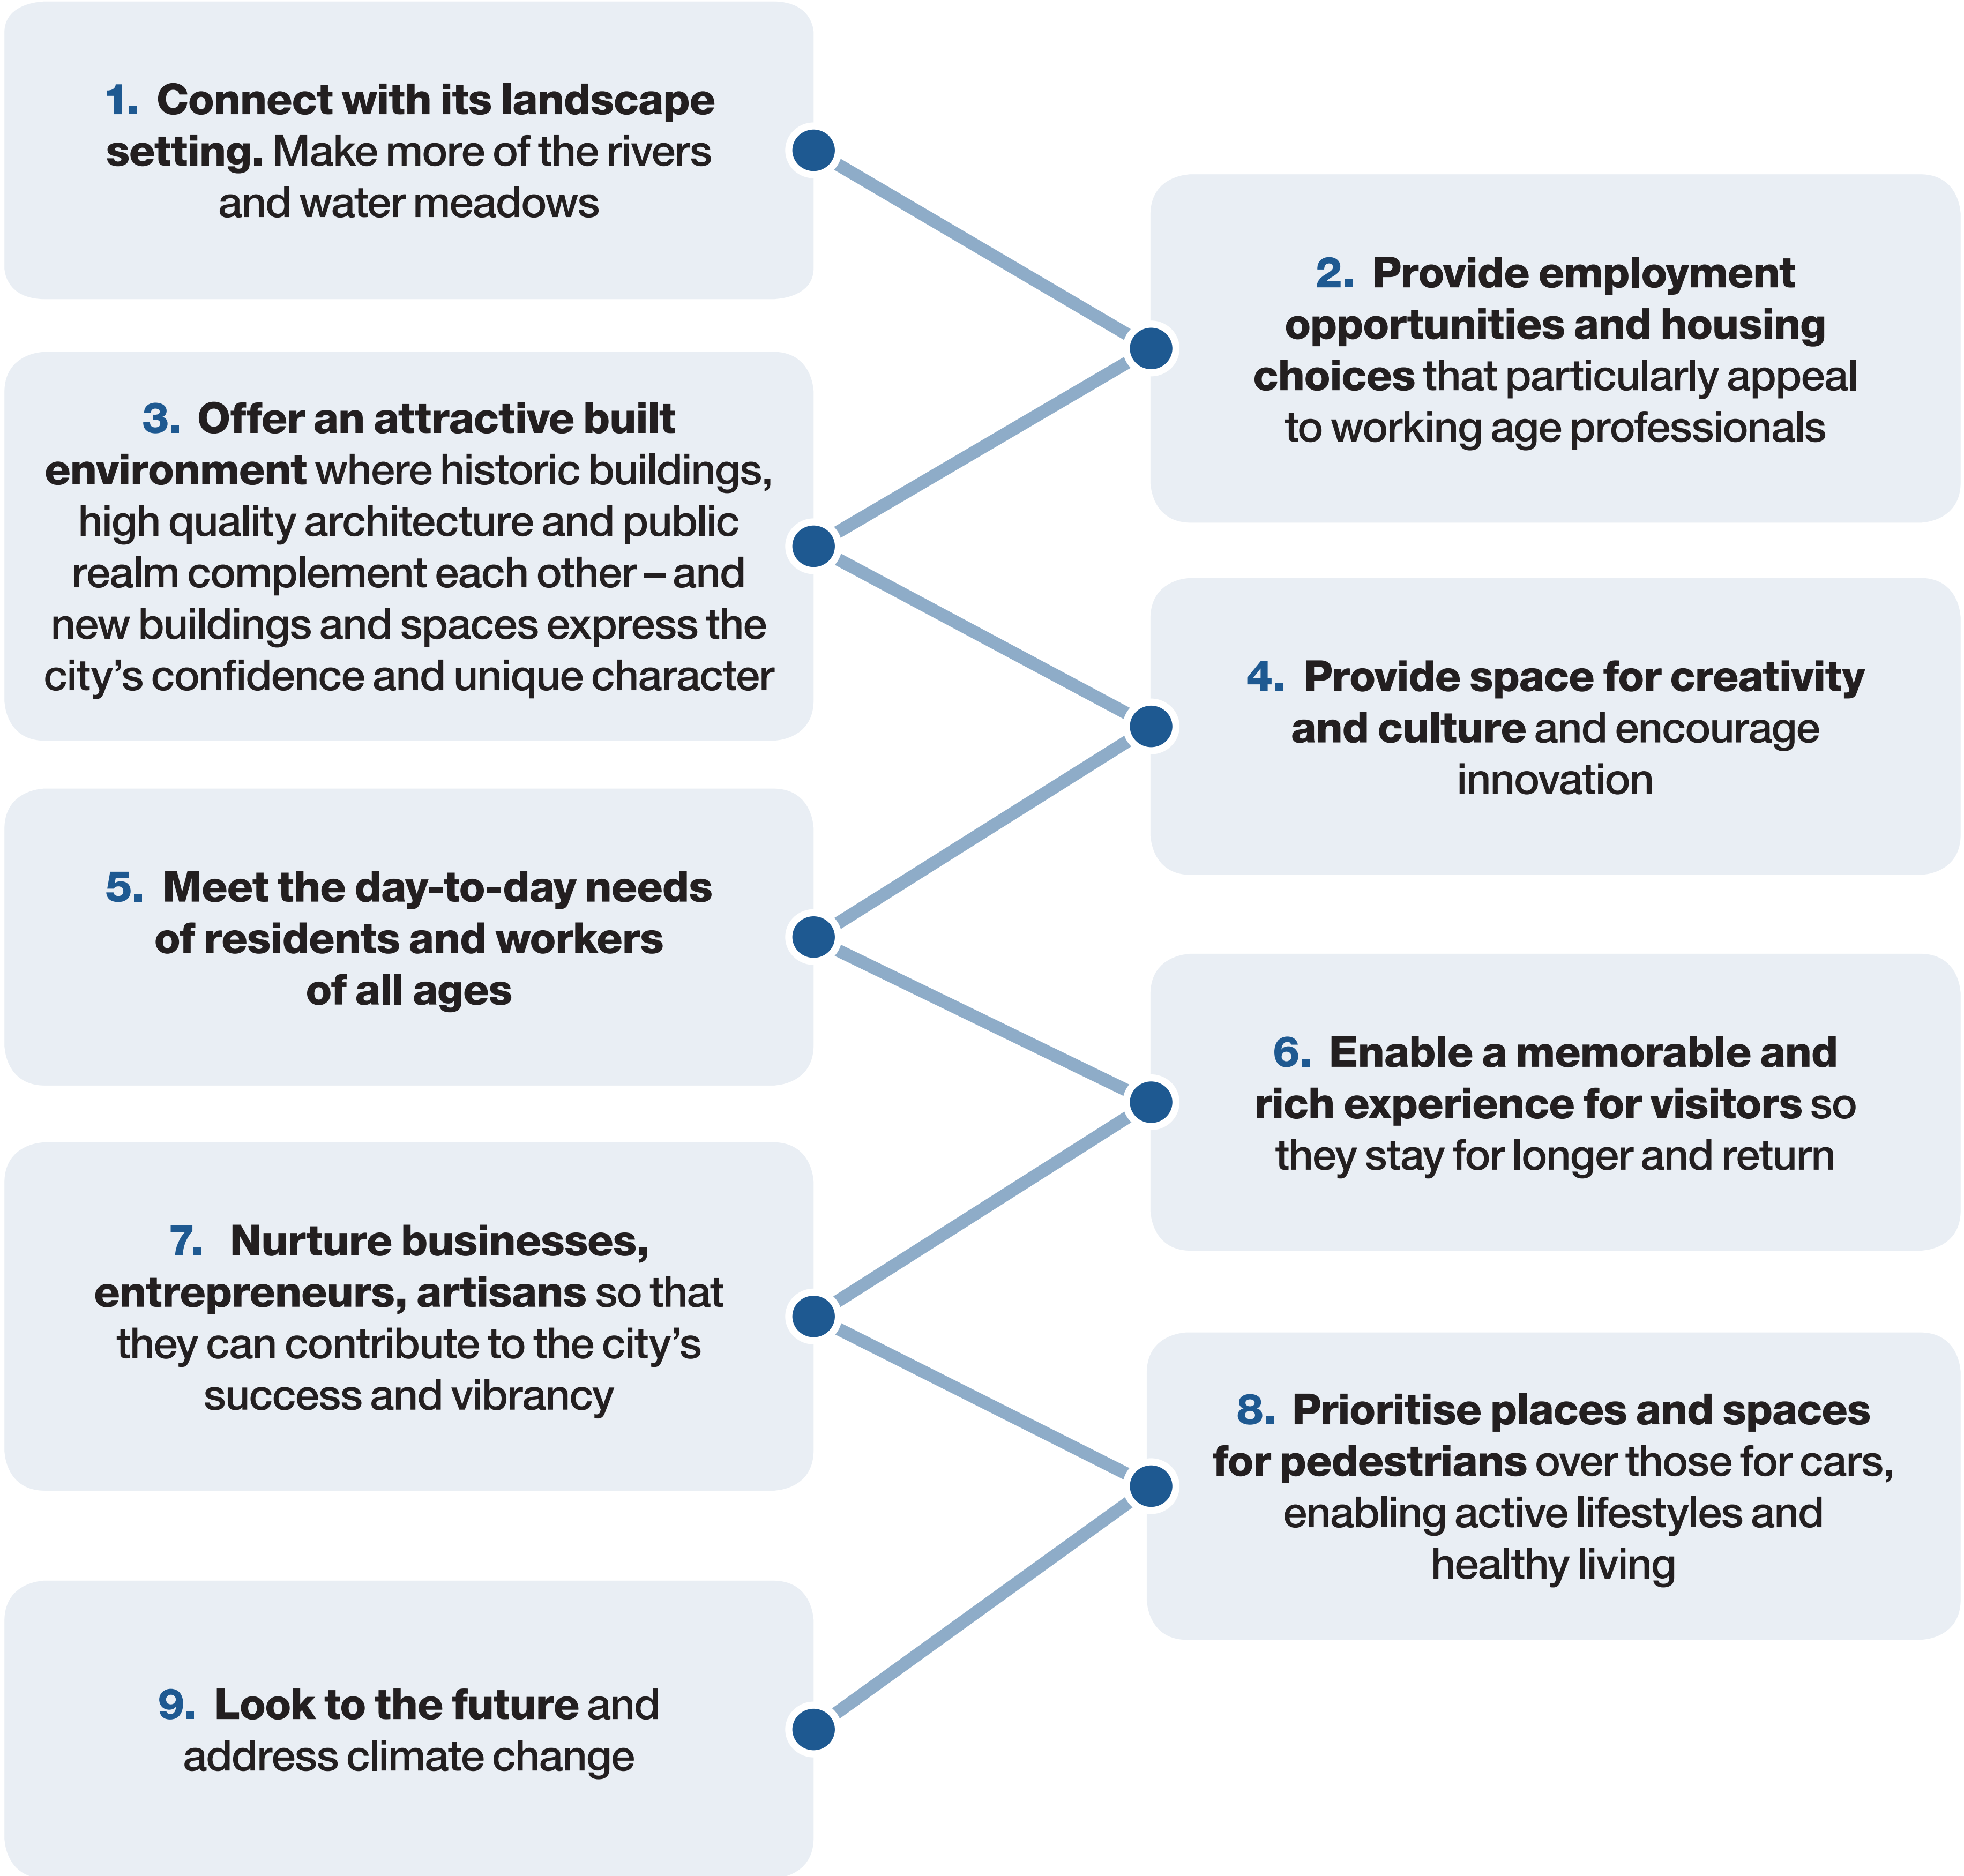 1. Connect with its landscape
setting. Make more of the rivers
and water meadows
2. Provide employment
opportunities and housing
choices that particularly appeal
to working age professionals
3. Offer an attractive built
environment where historic buildings,
high quality architecture and public
realm complement each other – and
new buildings and spaces express the
city’s confidence and unique character
4. Provide space for creativity
and culture and encourage
innovation
5. Meet the day-to-day needs
of residents and workers
of all ages
6. Enable a memorable and
rich experience for visitors so
they stay for longer and return
7. Nurture businesses,
entrepreneurs, artisans so that
they can contribute to the city’s
success and vibrancy
8. Prioritise places and spaces
for pedestrians over those for cars,
enabling active lifestyles and
healthy living
9. Look to the future and
address climate change